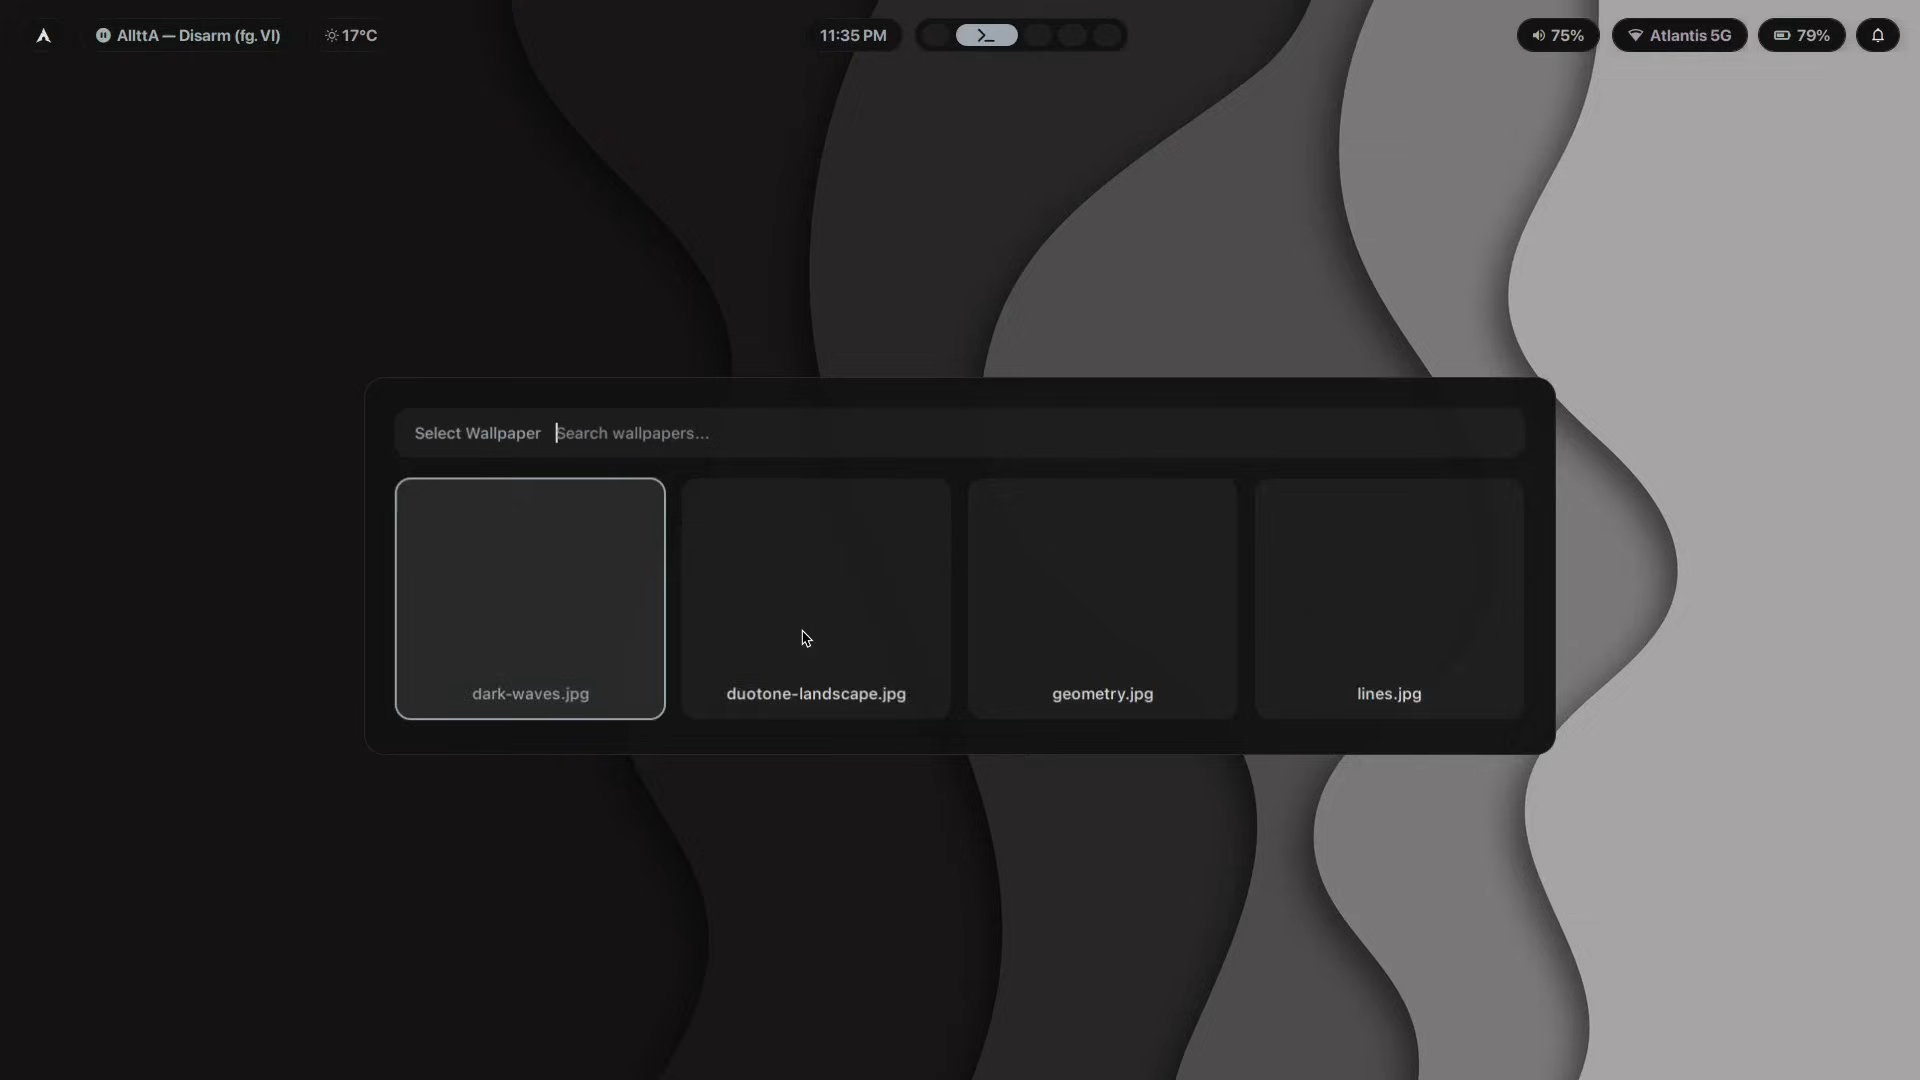 AllttA — Disarm (fg. VI)
17°C
11:35 PM
75%
Atlantis 5G
79%
Select Wallpaper
Search wallpapers...
dark-waves.jpg
duotone-landscape.jpg
geometry.jpg
lines.jpg